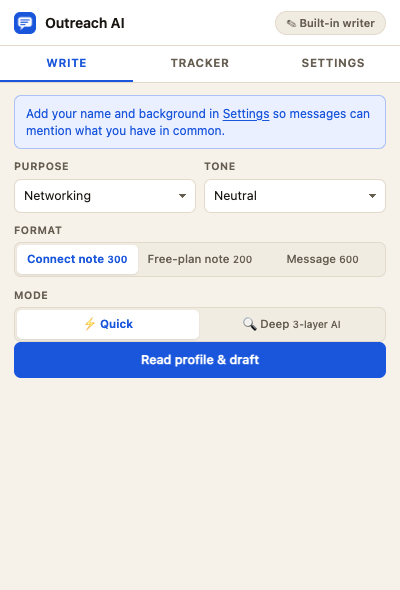 Outreach AI
✎ Built-in writer
WRITE
TRACKER
SETTINGS
Add your name and background in Settings so messages can
mention what you have in common.
PURPOSE
TONE
Networking
Neutral
FORMAT
Connect note 300
Free-plan note 200
Message 600
MODE
⚡ Quick
🔍 Deep 3-layer AI
Read profile & draft